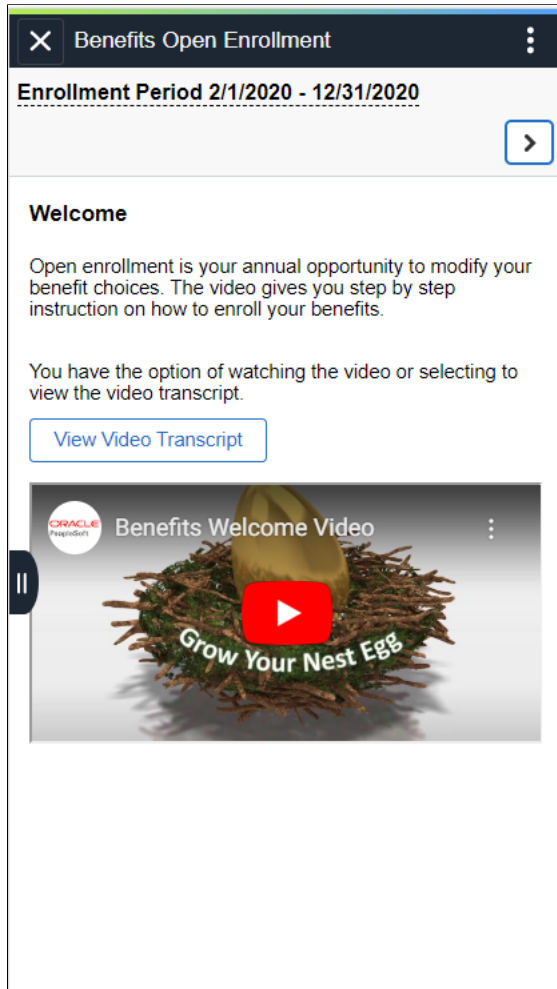 Benefits Open Enrollment
Enrollment Period 2/1/2020 - 12/31/2020
Welcome
Open enrollment is your annual opportunity to modify your
benefit choices. The video gives you step by step
instruction on how to enroll your benefits.
You have the option of watching the video or selecting to
view the video transcript.
View Video Transcript
ORACLE
PeopleSoft
Benefits Welcome Video
Grow Your Nest Egg